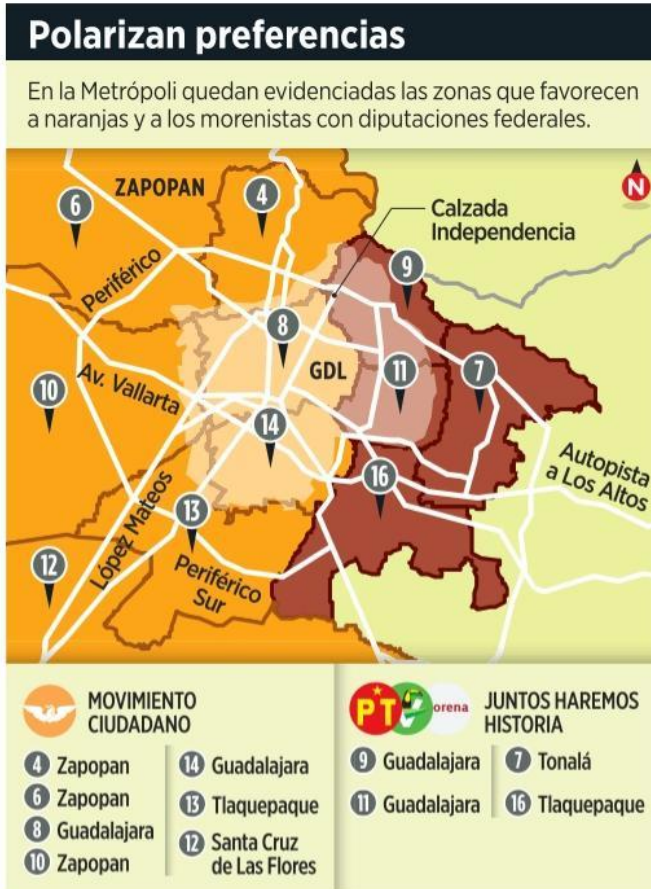 Polarizan preferencias
En la Metrópoli quedan evidenciadas las zonas que favorecen
a naranjas y a los morenistas con diputaciones federales.
ZAPOPAN
4
6
N
Calzada
Independencia
Periférico
9
8
GDL
11
7
10
Av. Vallarta
14
16
Autopista
a Los Altos
López Mateos
13
12
Periférico
Sur
MOVIMIENTO
CIUDADANO
4 Zapopan
6 Zapopan
8 Guadalajara
10 Zapopan
14 Guadalajara
13 Tlaquepaque
12 Santa Cruz
de Las Flores
PT
orena
JUNTOS HAREMOS
HISTORIA
9 Guadalajara
11 Guadalajara
7 Tonalá
16 Tlaquepaque